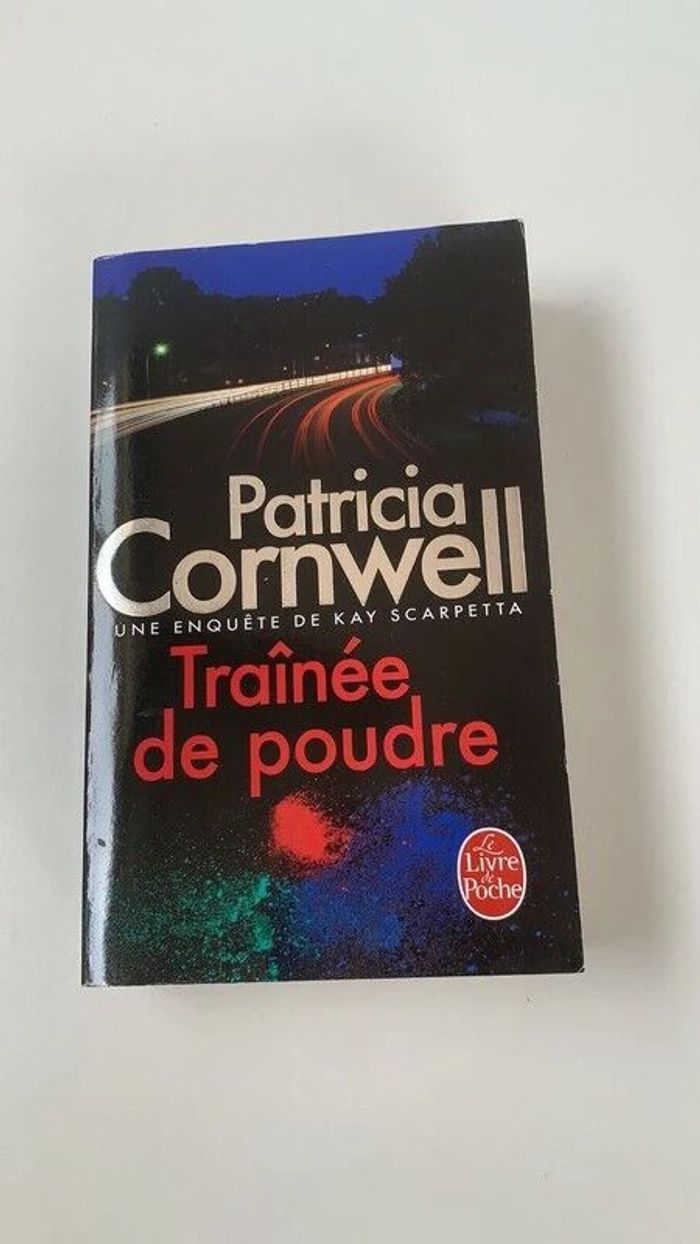 Patricia
Cornwell
UNE ENQUÊTE DE KAY SCARPETTA
Traînée
de poudre
Le
Livre
de
Poche